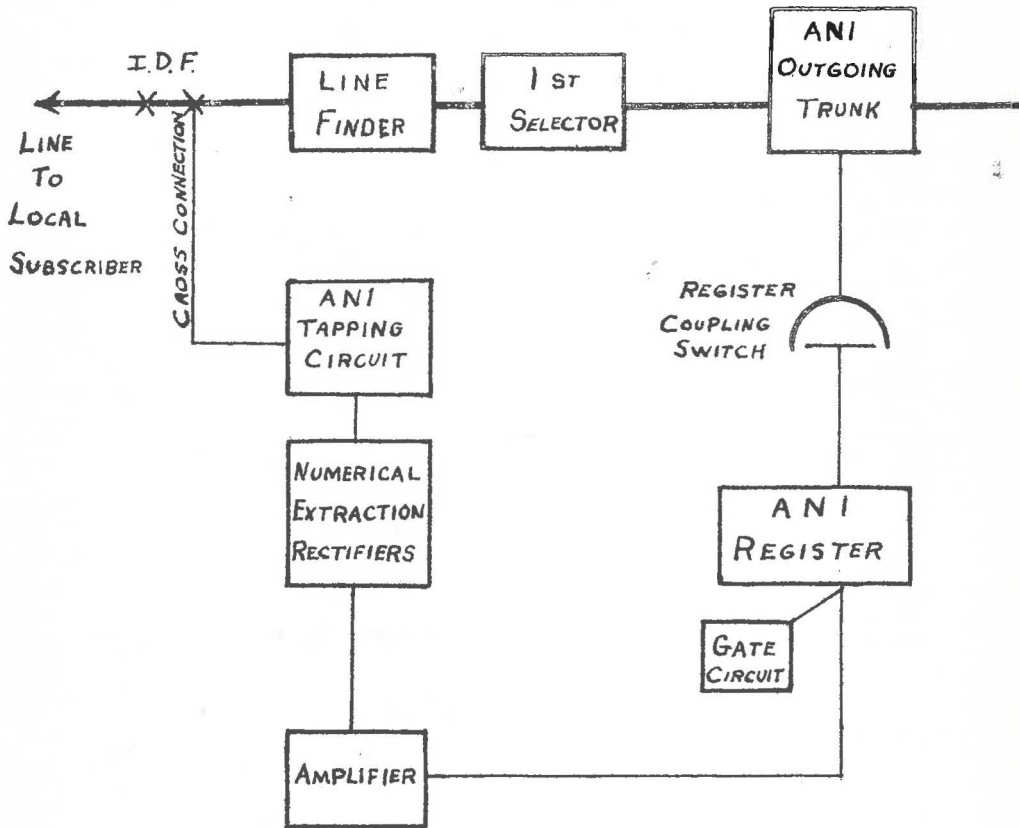 I.D.F.
LINE
FINDER
1 ST
SELECTOR
ANI
OUTGOING
TRUNK
LINE
TO
LOCAL
SUBSCRIBER
CROSS CONNECTION
ANI
TAPPING
CIRCUIT
REGISTER
COUPLING
SWITCH
NUMERICAL
EXTRACTION
RECTIFIERS
ANI
REGISTER
GATE
CIRCUIT
AMPLIFIER